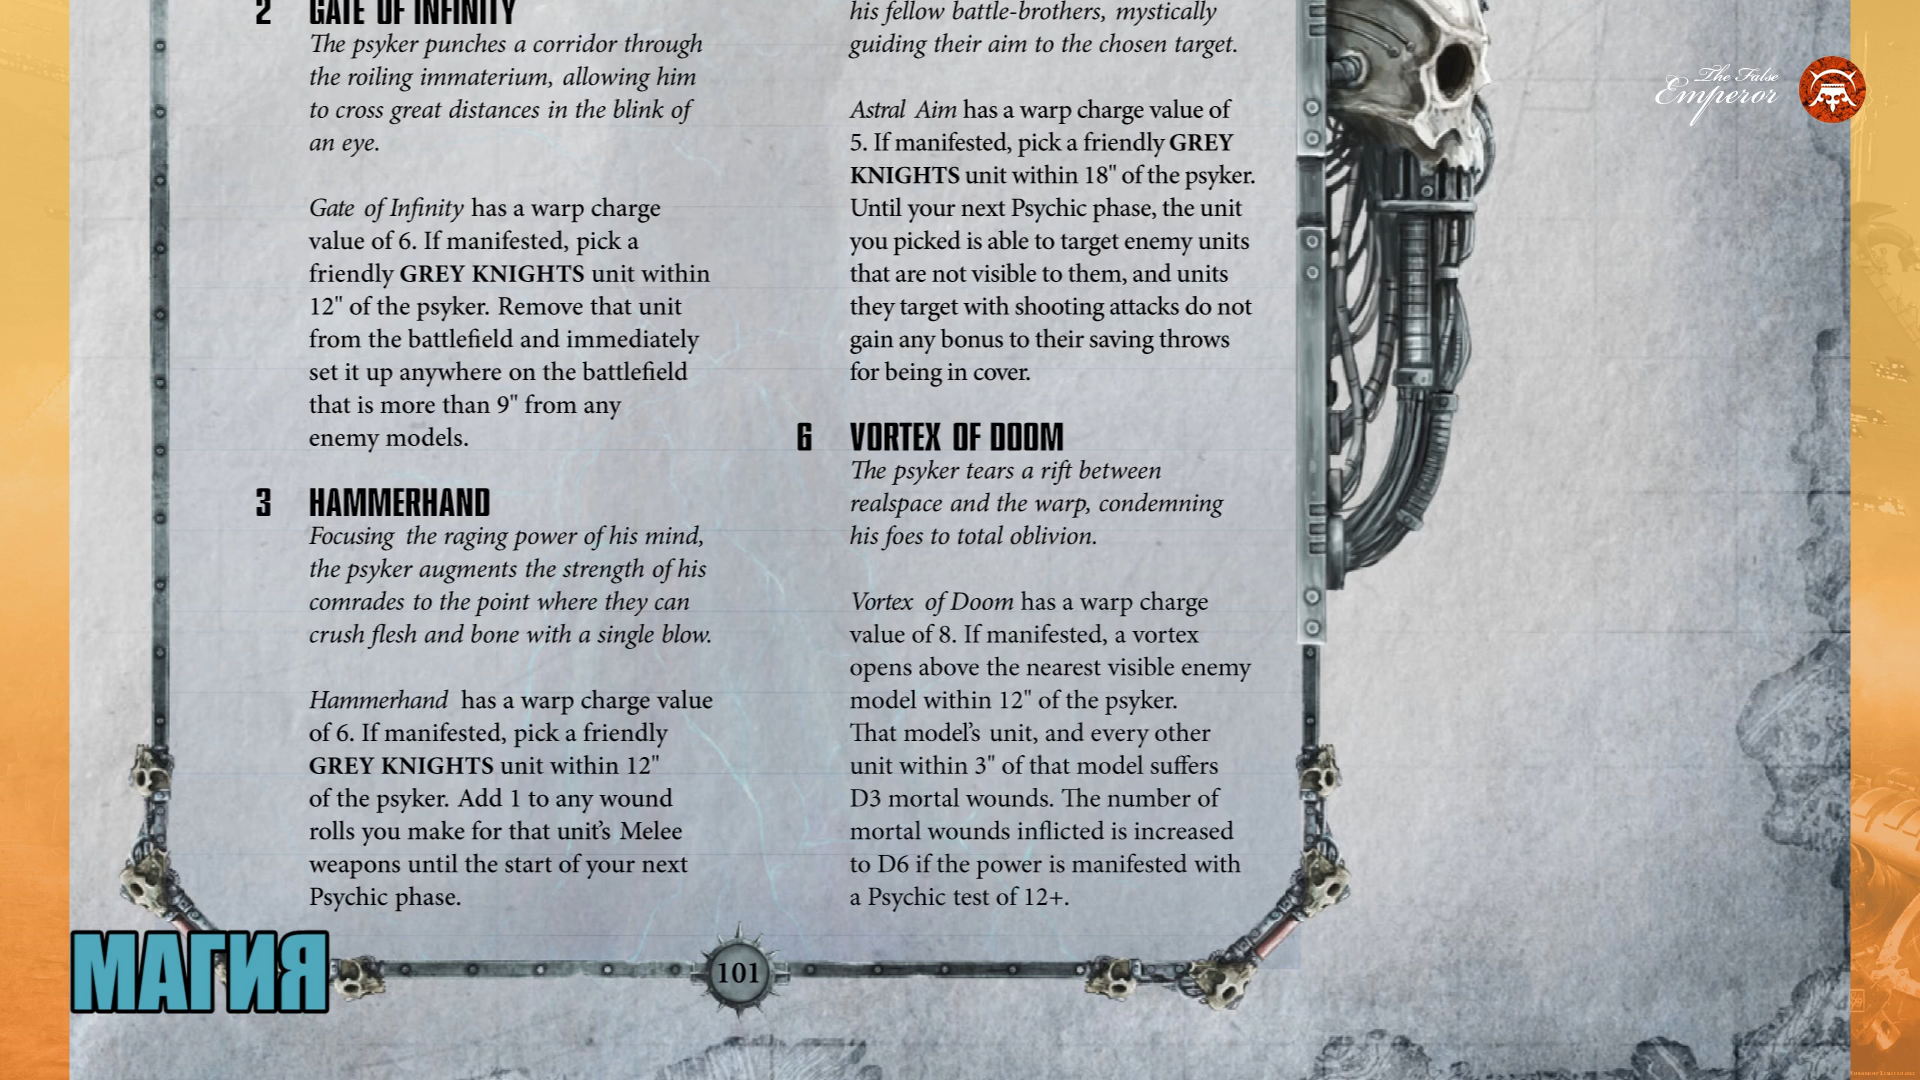 2 GATE OF INFINITY
The psyker punches a corridor through
the roiling immaterium, allowing him
to cross great distances in the blink of
an eye.
Gate of Infinity has a warp charge
value of 6. If manifested, pick a
friendly GREY KNIGHTS unit within
12" of the psyker. Remove that unit
from the battlefield and immediately
set it up anywhere on the battlefield
that is more than 9" from any
enemy models.
3 HAMMERHAND
Focusing the raging power of his mind,
the psyker augments the strength of his
comrades to the point where they can
crush flesh and bone with a single blow.
Hammerhand has a warp charge value
of 6. If manifested, pick a friendly
GREY KNIGHTS unit within 12"
of the psyker. Add 1 to any wound
rolls you make for that unit's Melee
weapons until the start of your next
Psychic phase.
his fellow battle-brothers, mystically
guiding their aim to the chosen target.
Astral Aim has a warp charge value of
5. If manifested, pick a friendly GREY
KNIGHTS unit within 18" of the psyker.
Until your next Psychic phase, the unit
you picked is able to target enemy units
that are not visible to them, and units
they target with shooting attacks do not
gain any bonus to their saving throws
for being in cover.
6 VORTEX OF DOOM
The psyker tears a rift between
realspace and the warp, condemning
his foes to total oblivion.
Vortex of Doom has a warp charge
value of 8. If manifested, a vortex
opens above the nearest visible enemy
model within 12" of the psyker.
That model's unit, and every other
unit within 3" of that model suffers
D3 mortal wounds. The number of
mortal wounds inflicted is increased
to D6 if the power is manifested with
a Psychic test of 12+.
The False
Emperor
МАГИЯ
101